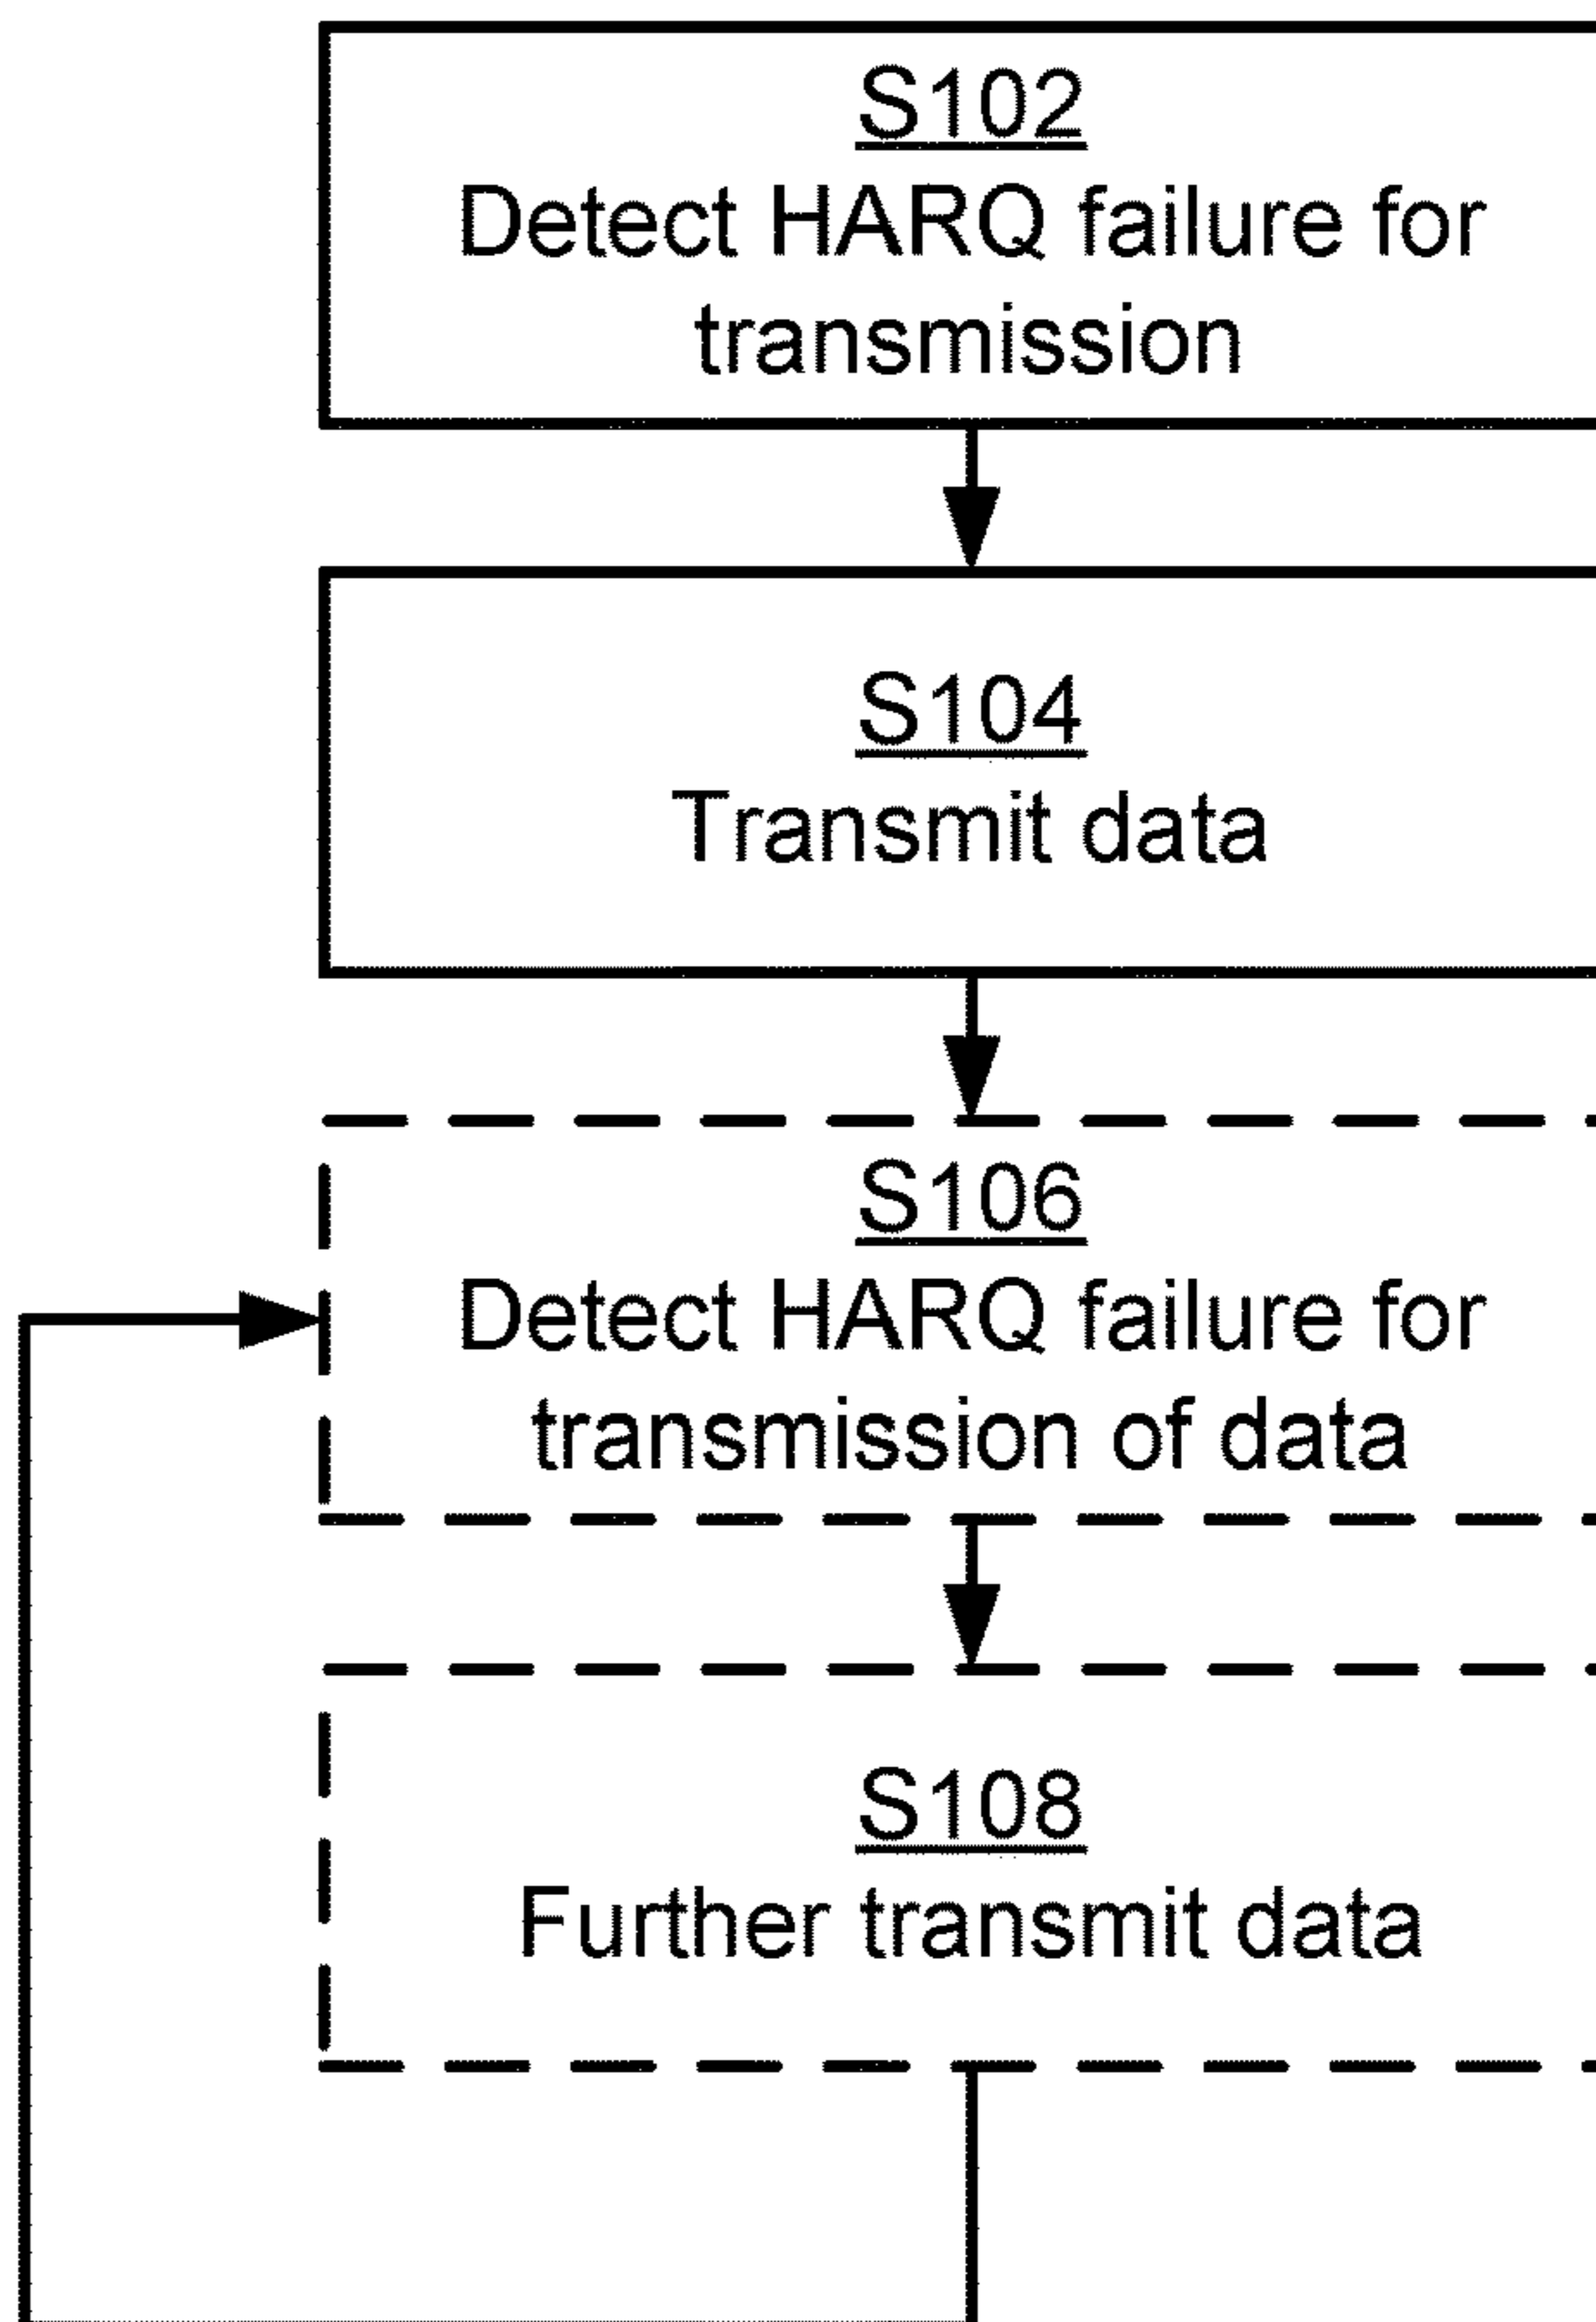 S102
Detect HARQ failure for
transmission
S104
Transmit data
S106
Detect HARQ failure for
transmission of data
S108
Further transmit data